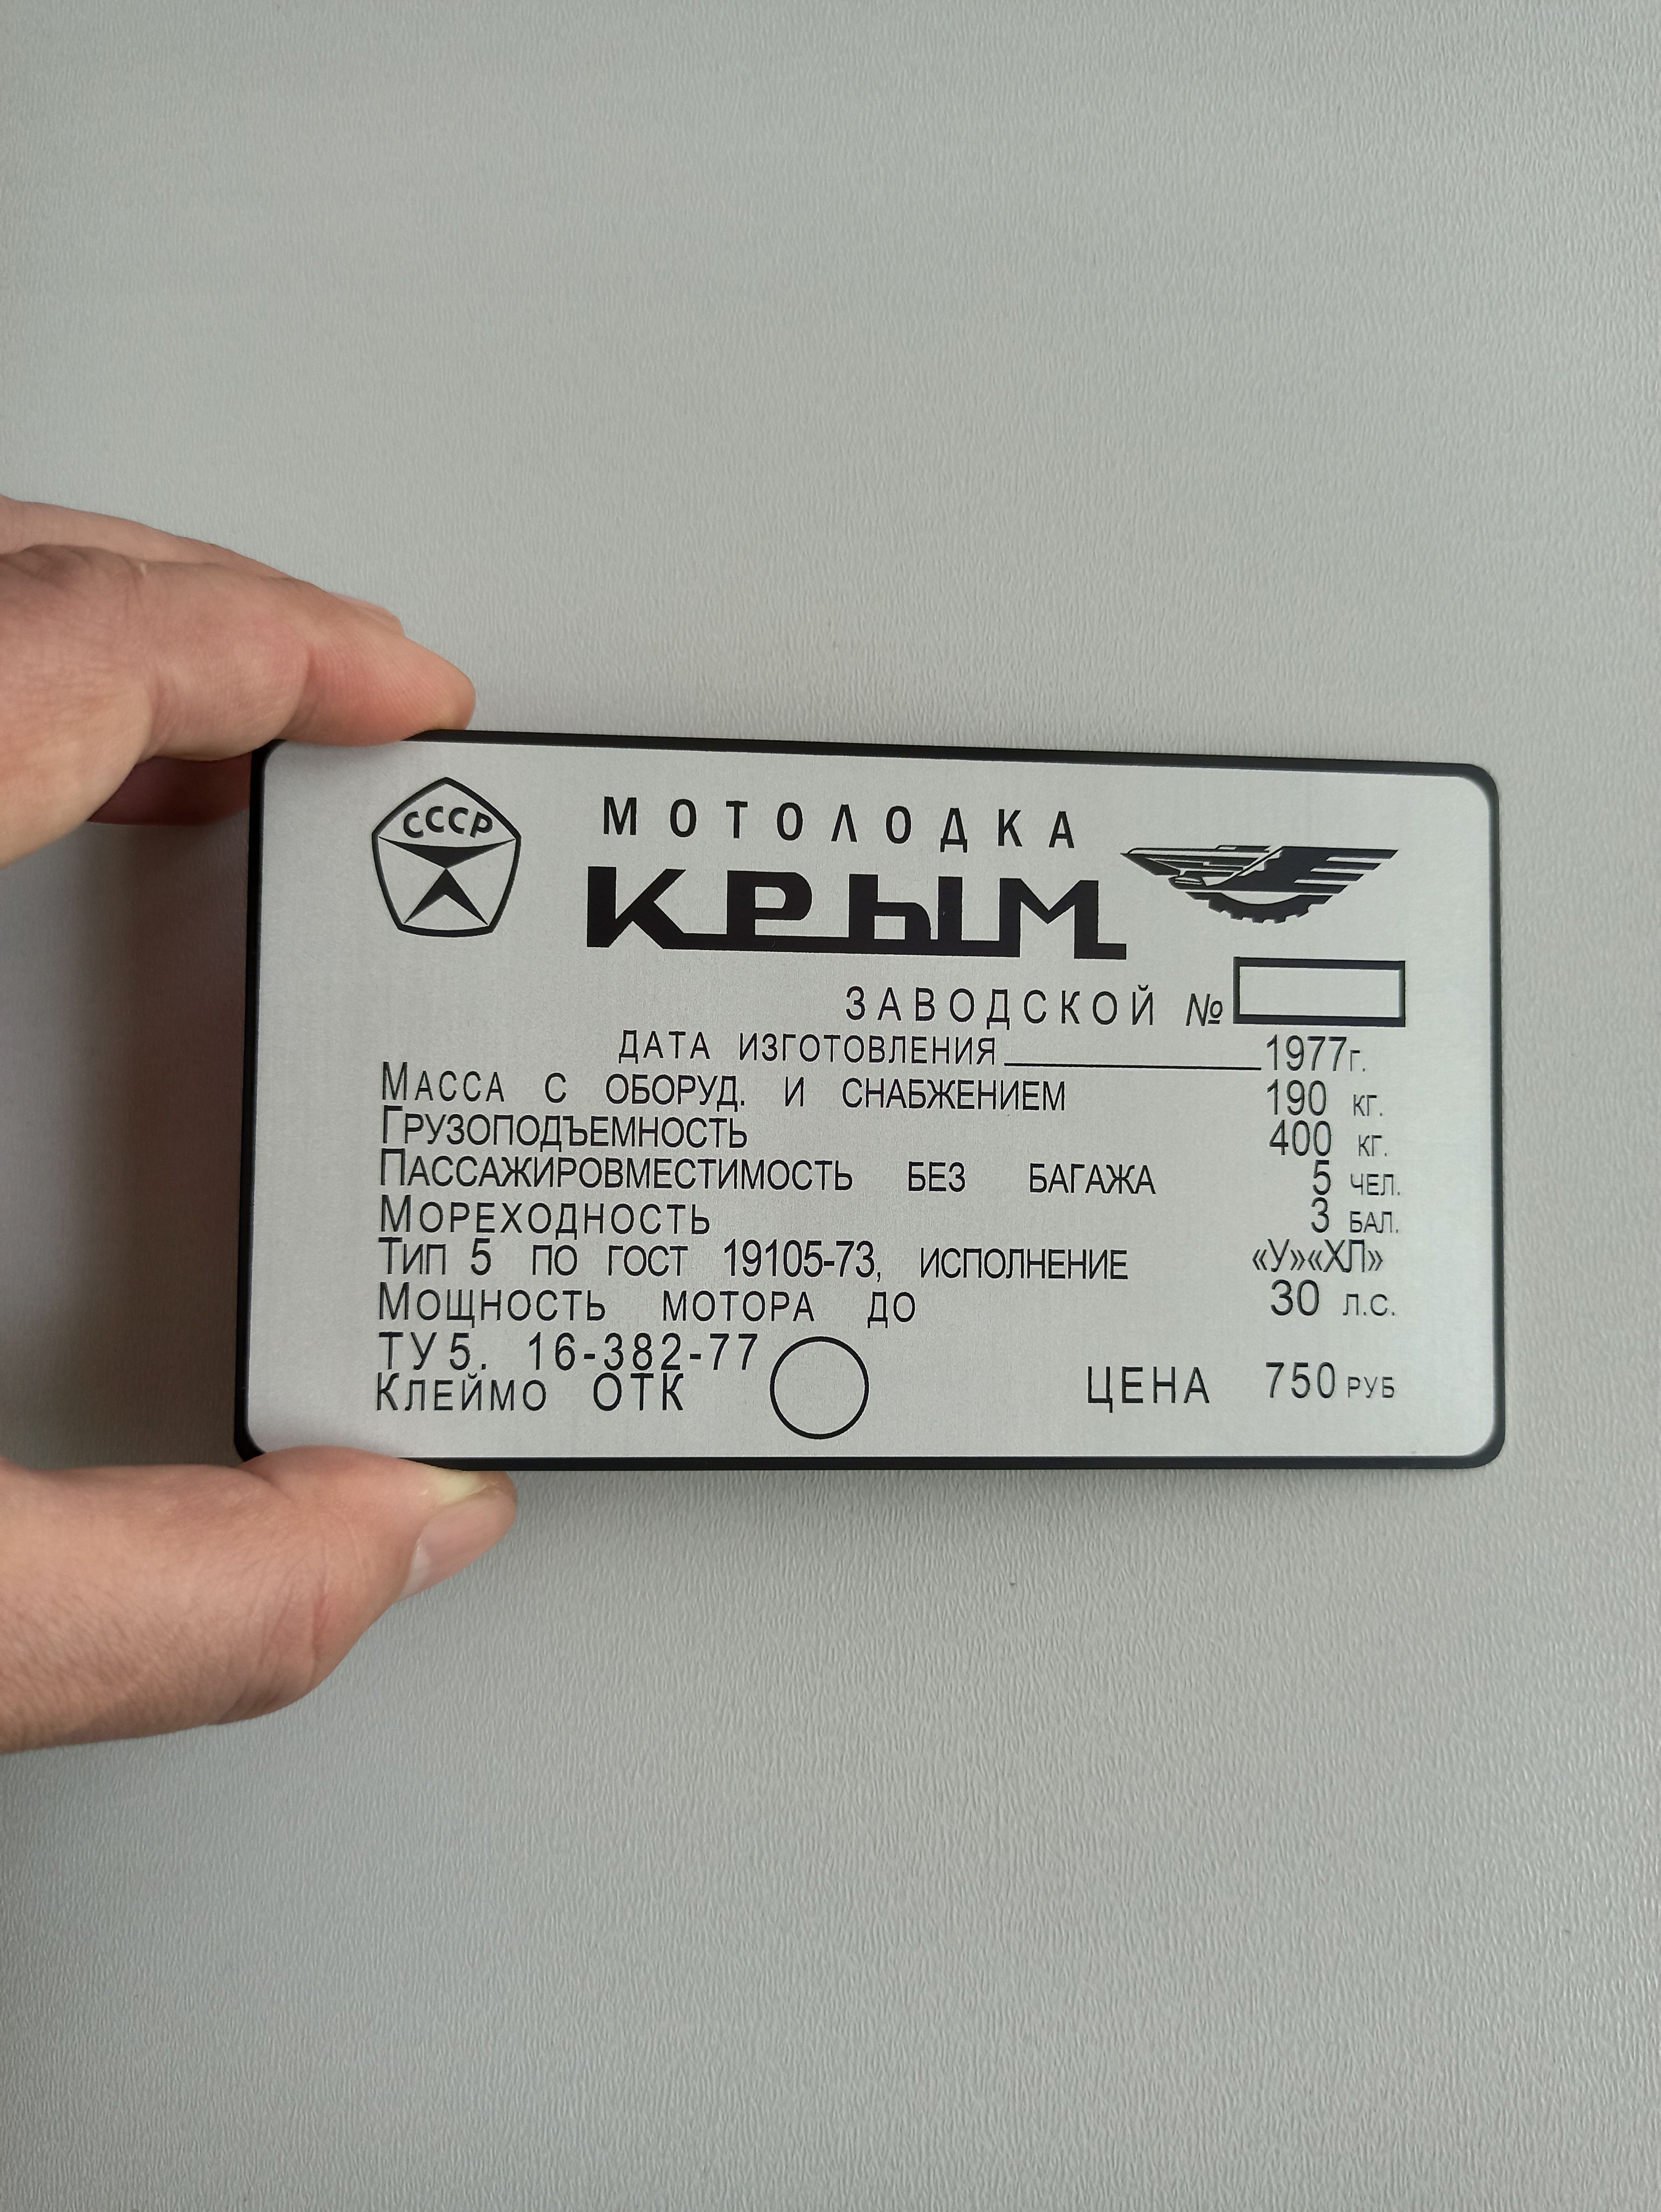 СССР
МОТОЛОДКА
КРЫМ
ЗАВОДСКОЙ №
ДАТА ИЗГОТОВЛЕНИЯ__________1977г.
МАССА С ОБОРУД. И СНАБЖЕНИЕМ 190 КГ.
ГРУЗОПОДЪЕМНОСТЬ 400 КГ.
ПАССАЖИРОВМЕСТИМОСТЬ БЕЗ БАГАЖА 5 ЧЕЛ.
МОРЕХОДНОСТЬ 3 БАЛ.
ТИП 5 ПО ГОСТ 19105-73, ИСПОЛНЕНИЕ «У»«ХЛ»
МОЩНОСТЬ МОТОРА ДО 30 Л.С.
ТУ5. 16-382-77
КЛЕЙМО ОТК ЦЕНА 750 РУБ